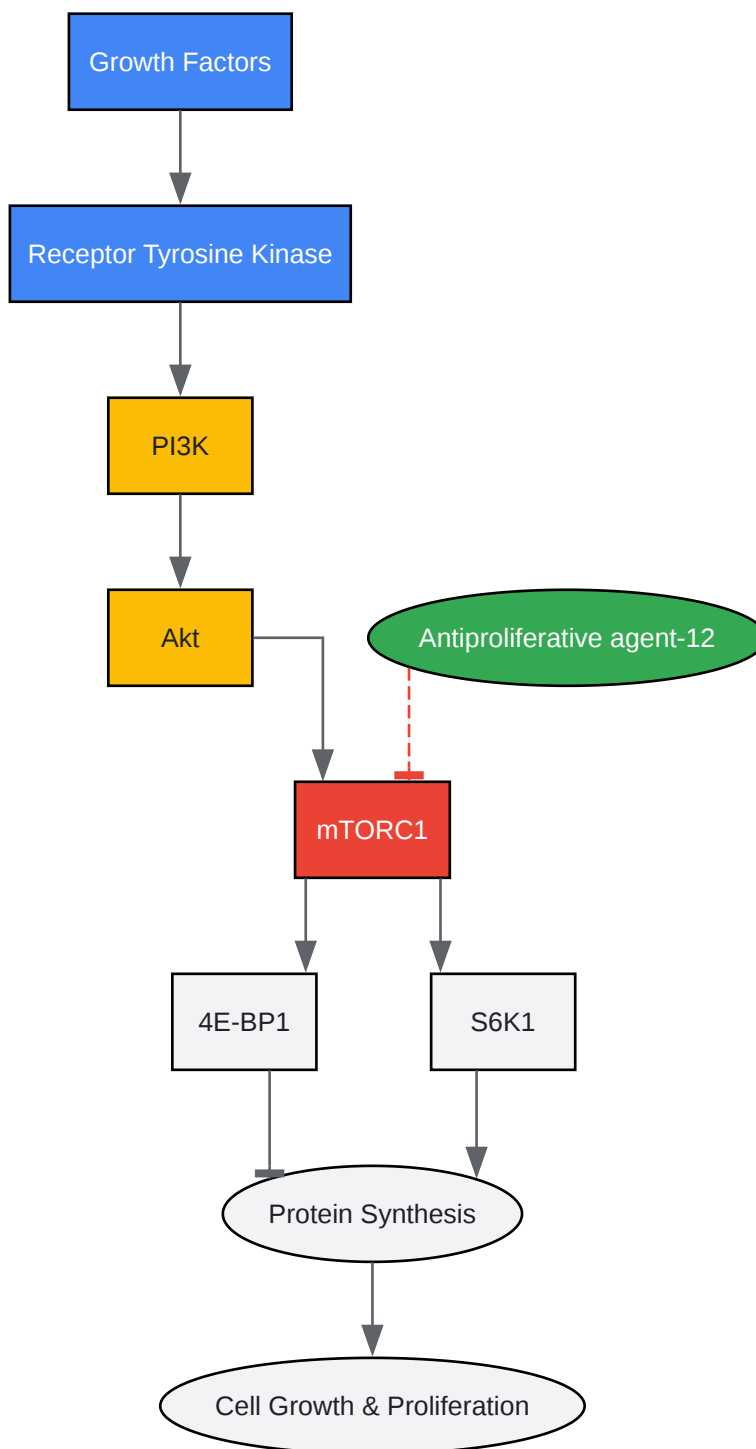 Growth Factors
Receptor Tyrosine Kinase
PI3K
Akt
Antiproliferative agent-12
mTORC1
4E-BP1
S6K1
Protein Synthesis
Cell Growth & Proliferation